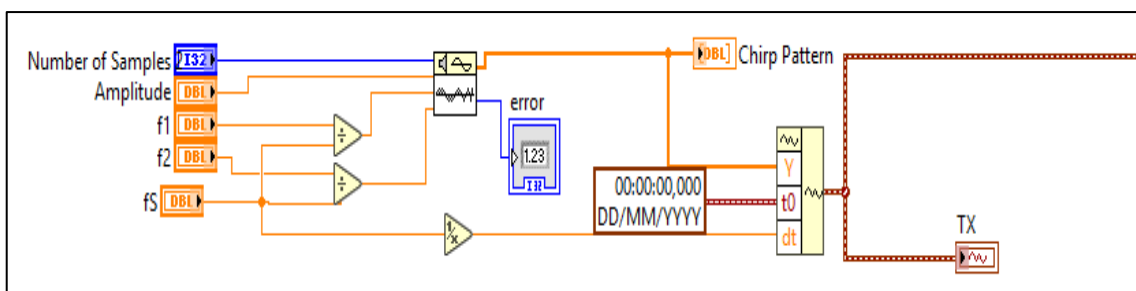 Number of Samples
I32
Amplitude
DBL
f1
DBL
f2
DBL
fS
DBL
÷
÷
1/x
error
1.23
I32
DBL]
Chirp Pattern
00:00:00,000
DD/MM/YYYY
Y
t0
dt
TX